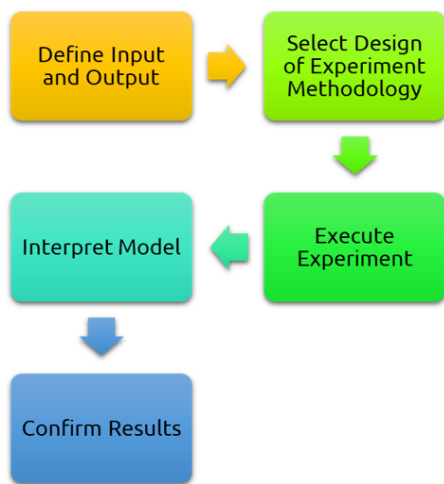 Define Input
and Output
Select Design
of Experiment
Methodology
Execute
Experiment
Interpret Model
Confirm Results